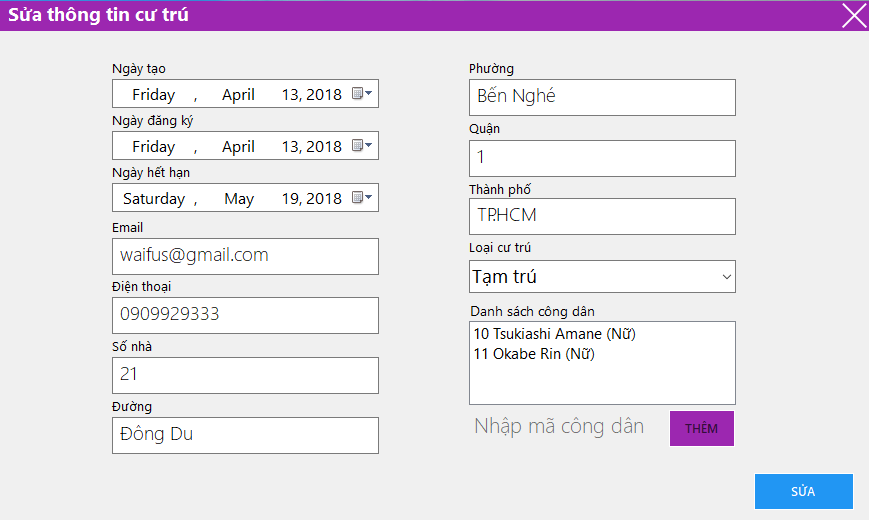 Sửa thông tin cư trú
Ngày tạo
Friday , April 13, 2018
Ngày đăng ký
Friday , April 13, 2018
Ngày hết hạn
Saturday , May 19, 2018
Email
waifus@gmail.com
Điện thoại
0909929333
Số nhà
21
Đường
Đông Du
Phường
Bến Nghé
Quận
1
Thành phố
TP.HCM
Loại cư trú
Tạm trú
Danh sách công dân
10 Tsukiashi Amane (Nữ)
11 Okabe Rin (Nữ)
Nhập mã công dân
THÊM
SỬA